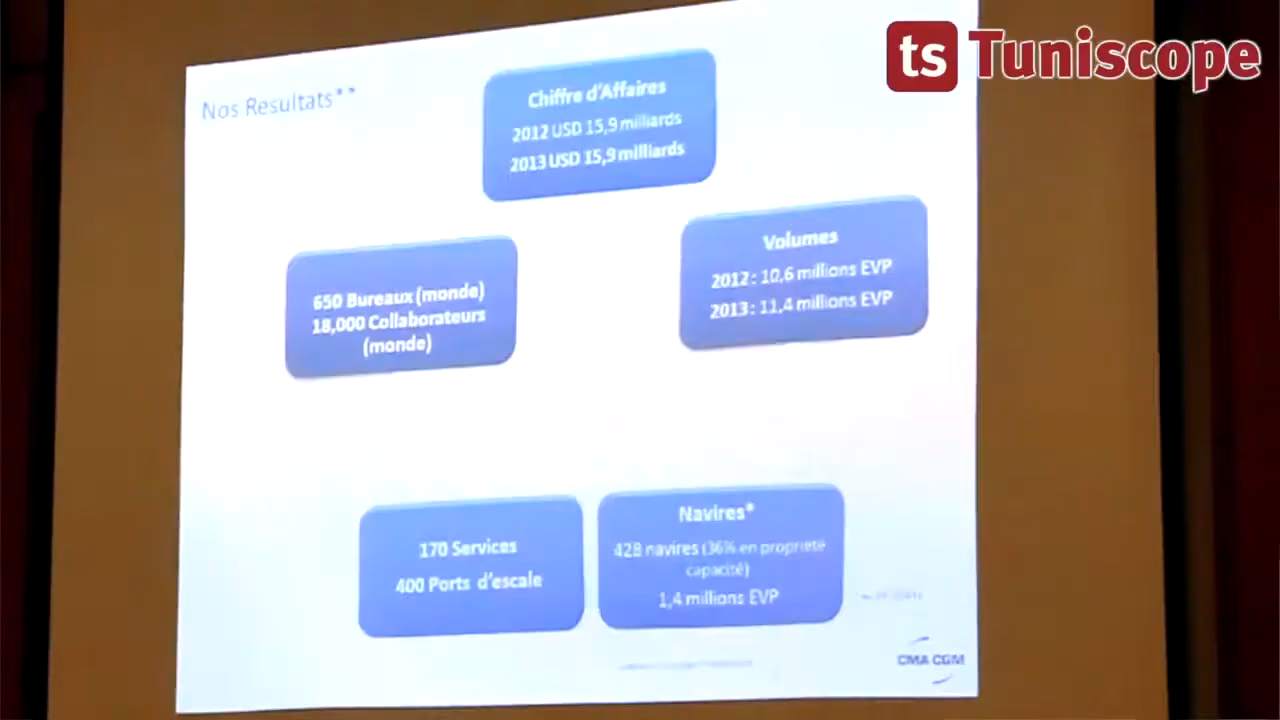 ts Tuniscope
Nos Resultats**
Chiffre d'Affaires
2012 USD 15,9 milliards
2013 USD 15,9 milliards
Volumes
2012 : 10,6 millions EVP
2013 : 11,4 millions EVP
650 Bureaux (monde)
18,000 Collaborateurs
(monde)
170 Services
400 Ports d'escale
Navires*
428 navires (36% en propriété
capacité)
1,4 millions EVP
CMA CGM